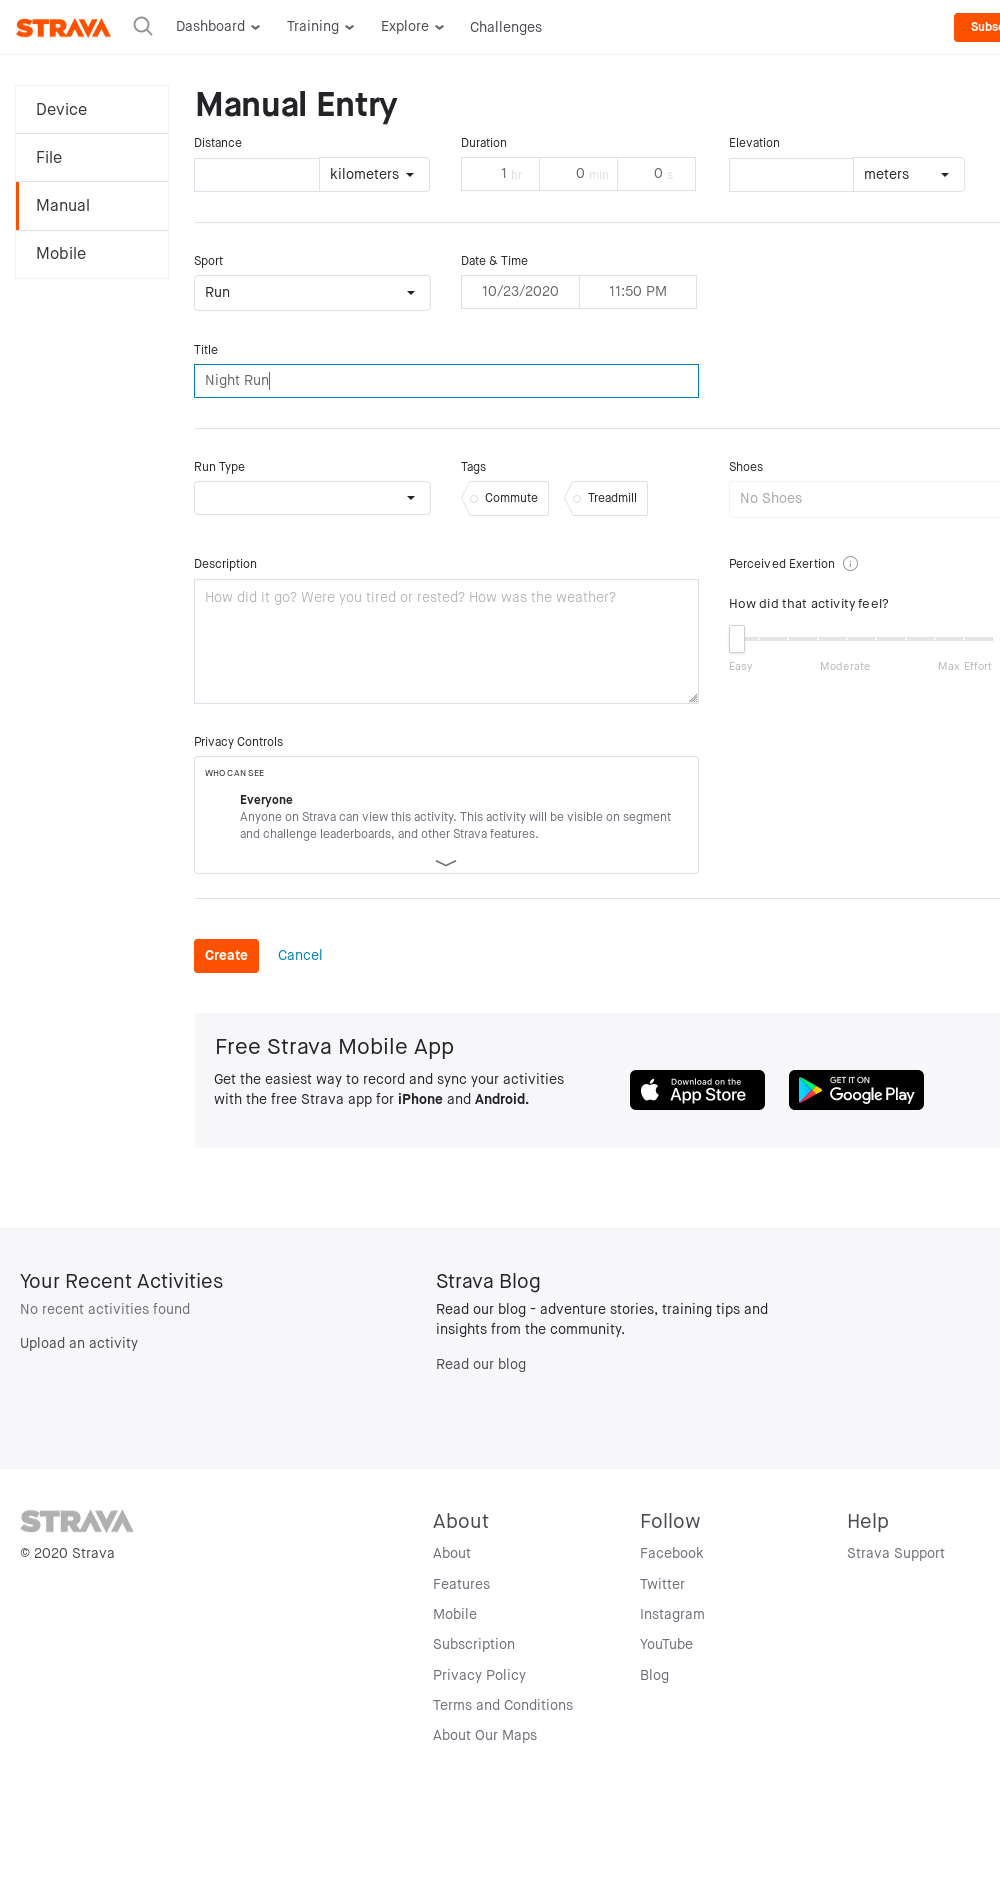 STRAVA
Dashboard
Training
Explore
Challenges
Device
File
Manual
Mobile
Manual Entry
Distance
Duration
Elevation
kilometers
1 hr
0 min
0 s
meters
Sport
Date & Time
Run
10/23/2020
11:50 PM
Title
Night Run
Run Type
Tags
Shoes
Commute
Treadmill
No Shoes
Description
Perceived Exertion
How did it go? Were you tired or rested? How was the weather?
How did that activity feel?
Easy
Moderate
Max Effort
Privacy Controls
WHO CAN SEE
Everyone
Anyone on Strava can view this activity. This activity will be visible on segment
and challenge leaderboards, and other Strava features.
Create
Cancel
Free Strava Mobile App
Get the easiest way to record and sync your activities
with the free Strava app for iPhone and Android.
Download on the
App Store
GET IT ON
Google Play
Your Recent Activities
No recent activities found
Upload an activity
Strava Blog
Read our blog - adventure stories, training tips and
insights from the community.
Read our blog
STRAVA
© 2020 Strava
About
About
Features
Mobile
Subscription
Privacy Policy
Terms and Conditions
About Our Maps
Follow
Facebook
Twitter
Instagram
YouTube
Blog
Help
Strava Support